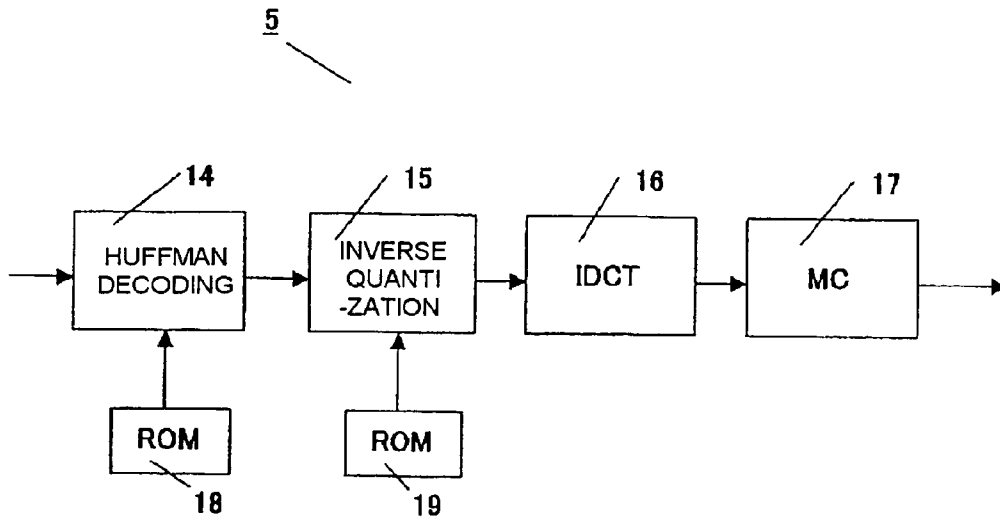 5
14
15
16
17
HUFFMAN
DECODING
INVERSE
QUANTI
-ZATION
IDCT
MC
ROM
ROM
18
19